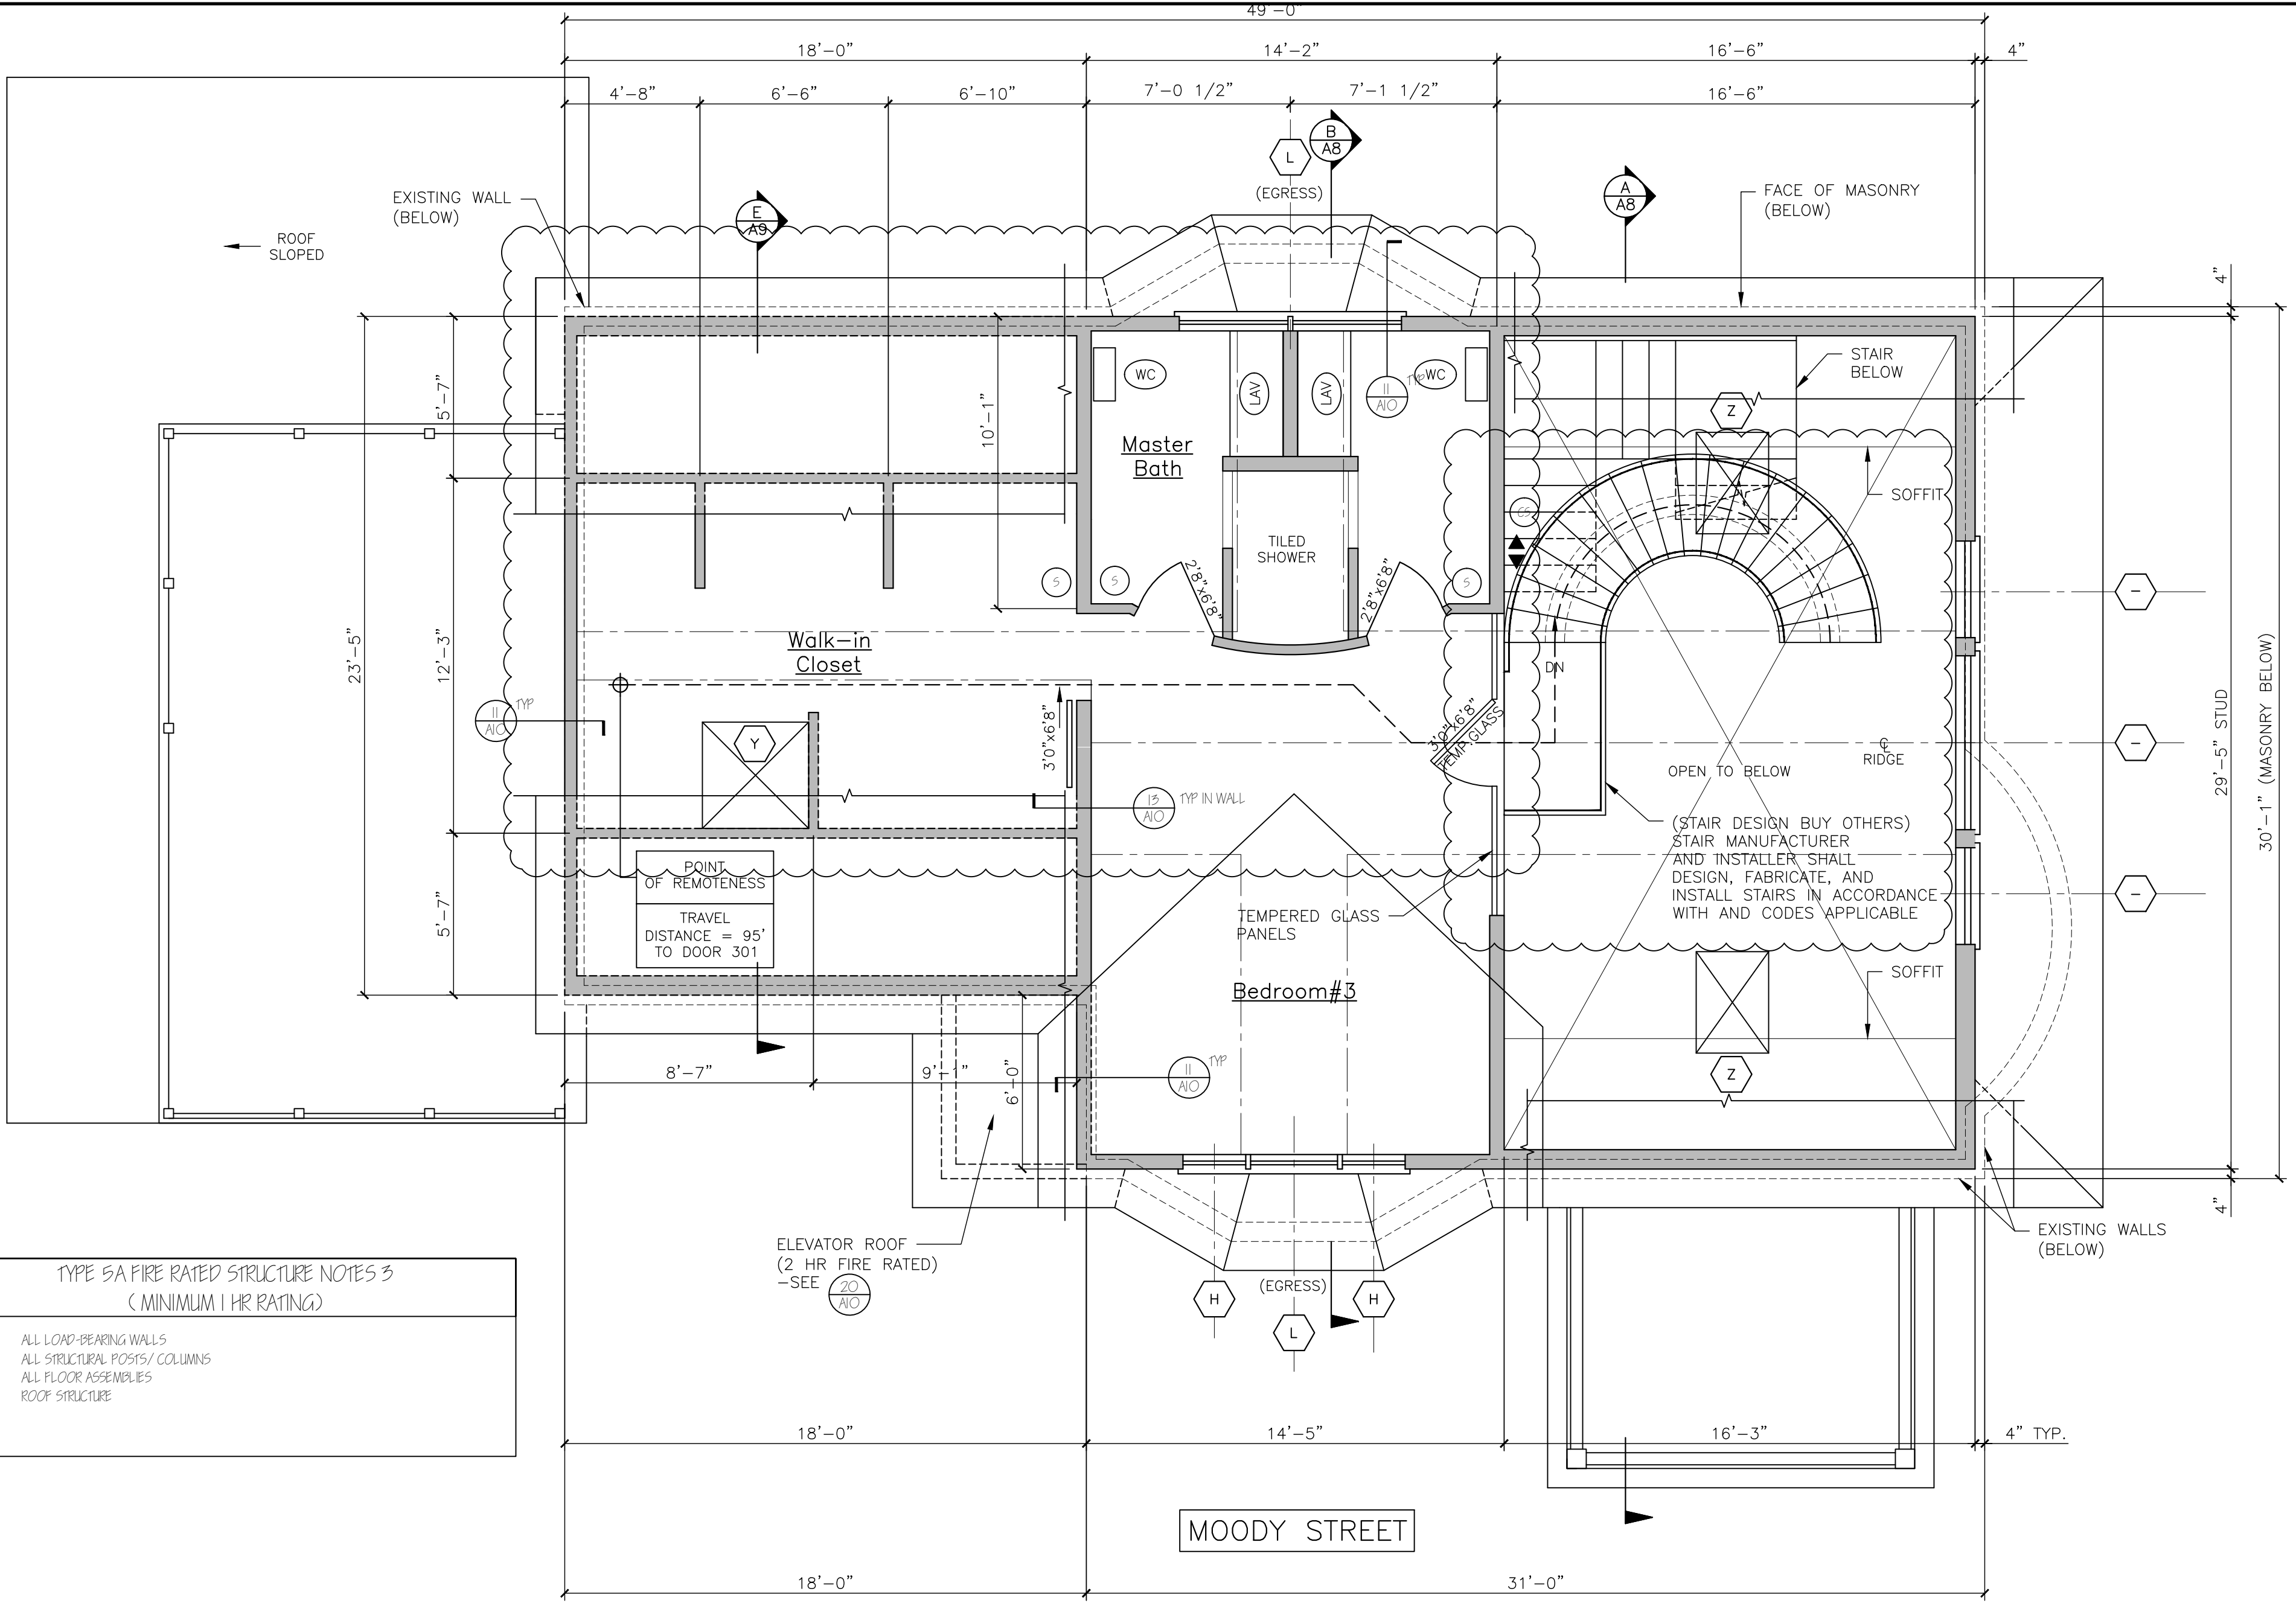 49'-0"
18'-0"
14'-2"
16'-6"
4"
4'-8"
6'-6"
6'-10"
7'-0 1/2"
7'-1 1/2"
16'-6"
B
A8
L
(EGRESS)
E
A9
A
A8
EXISTING WALL
(BELOW)
FACE OF MASONRY
(BELOW)
ROOF
SLOPED
4"
STAIR
BELOW
WC
LAV
LAV
WC
11
A10
TYP
Z
5'-7"
10'-1"
Master
Bath
SOFFIT
CS
TILED
SHOWER
S
S
S
2'8"x6'8"
2'8"x6'8"
-
23'-5"
12'-3"
Walk-in
Closet
DN
11
A10
TYP
Y
3'0"x6'8"
3'0"x6'8"
TEMP.GLASS
℄
RIDGE
-
29'-5" STUD
30'-1" (MASONRY BELOW)
OPEN TO BELOW
13
A10
TYP IN WALL
(STAIR DESIGN BUY OTHERS)
STAIR MANUFACTURER
AND INSTALLER SHALL
DESIGN, FABRICATE, AND
INSTALL STAIRS IN ACCORDANCE
WITH AND CODES APPLICABLE
-
5'-7"
POINT
OF REMOTENESS
TRAVEL
DISTANCE = 95'
TO DOOR 301
TEMPERED GLASS
PANELS
SOFFIT
Bedroom#3
8'-7"
9'-1"
6'-0"
11
A10
TYP
Z
4"
ELEVATOR ROOF
(2 HR FIRE RATED)
-SEE
20
A10
EXISTING WALLS
(BELOW)
(EGRESS)
H
H
L
TYPE 5A FIRE RATED STRUCTURE NOTES 3
( MINIMUM 1 HR RATING)
ALL LOAD-BEARING WALLS
ALL STRUCTURAL POSTS/ COLUMNS
ALL FLOOR ASSEMBLIES
ROOF STRUCTURE
18'-0"
14'-5"
16'-3"
4" TYP.
MOODY STREET
18'-0"
31'-0"